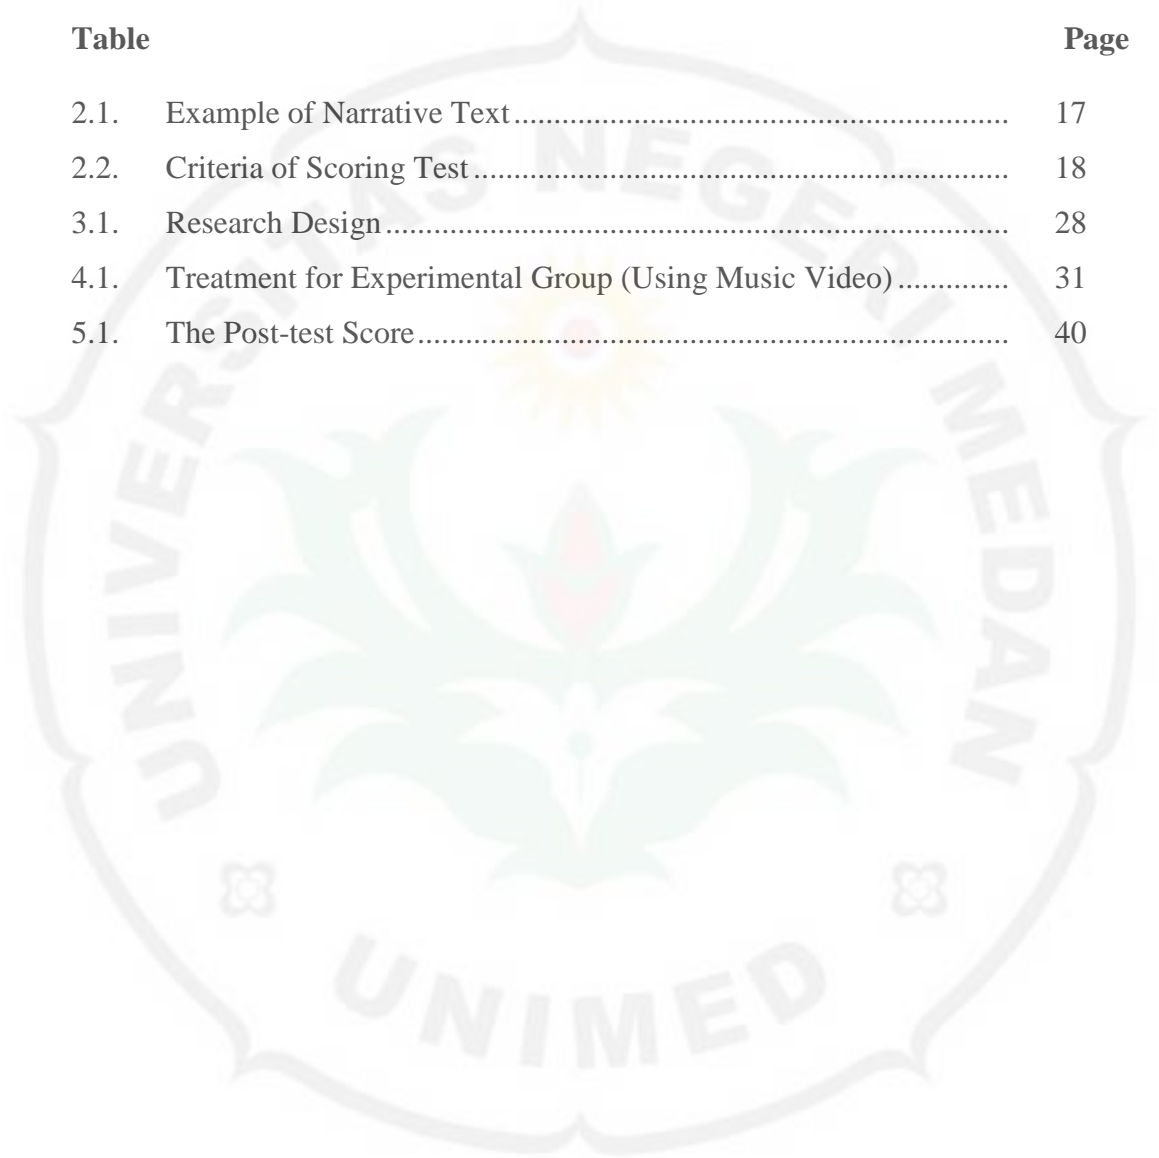 Table Page
2.1. Example of Narrative Text............................................................. 17
2.2. Criteria of Scoring Test.................................................................. 18
3.1. Research Design............................................................................. 28
4.1. Treatment for Experimental Group (Using Music Video).............. 31
5.1. The Post-test Score......................................................................... 40
UNIVERSITAS NEGERI MEDAN
UNIMED